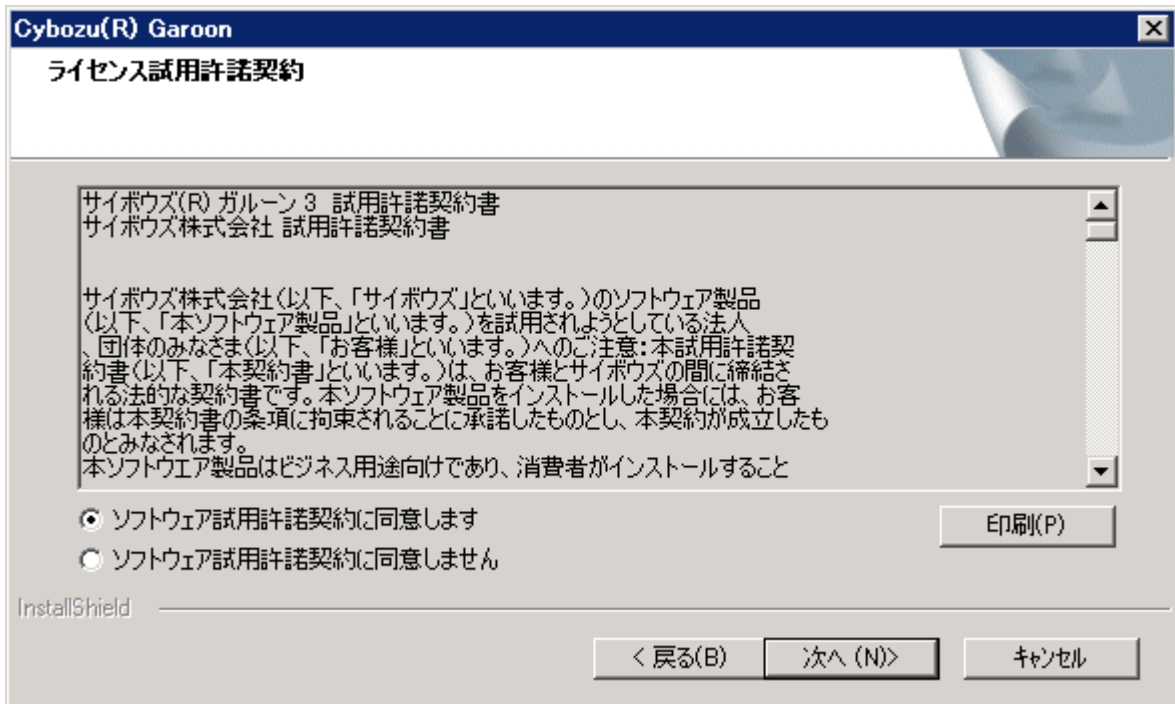 Cybozu(R) Garoon
ライセンス試用許諾契約
サイボウズ(R) ガルーン 3  試用許諾契約書
サイボウズ株式会社 試用許諾契約書
サイボウズ株式会社(以下、「サイボウズ」といいます。)のソフトウェア製品
(以下、「本ソフトウェア製品」といいます。)を試用されようとしている法人
、団体のみなさま(以下、「お客様」といいます。)へのご注意:本試用許諾契
約書(以下、「本契約書」といいます。)は、お客様とサイボウズの間に締結さ
れる法的な契約書です。本ソフトウェア製品をインストールした場合には、お客
様は本契約書の条項に拘束されることに承諾したものとし、本契約が成立したも
のとみなされます。
本ソフトウエア製品はビジネス用途向けであり、消費者がインストールすること
ソフトウェア試用許諾契約に同意します
印刷(P)
ソフトウェア試用許諾契約に同意しません
InstallShield
< 戻る(B)
次へ (N)>
キャンセル